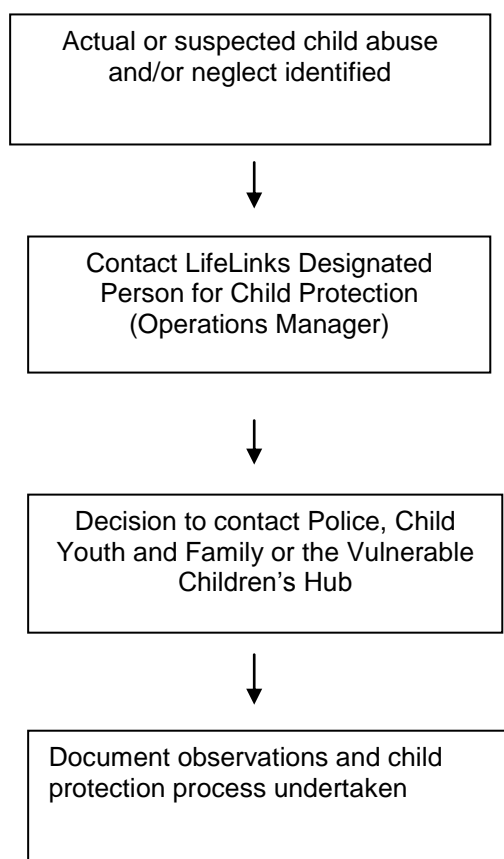 Actual or suspected child abuse
and/or neglect identified
Contact LifeLinks Designated
Person for Child Protection
(Operations Manager)
Decision to contact Police, Child
Youth and Family or the Vulnerable
Children’s Hub
Document observations and child
protection process undertaken